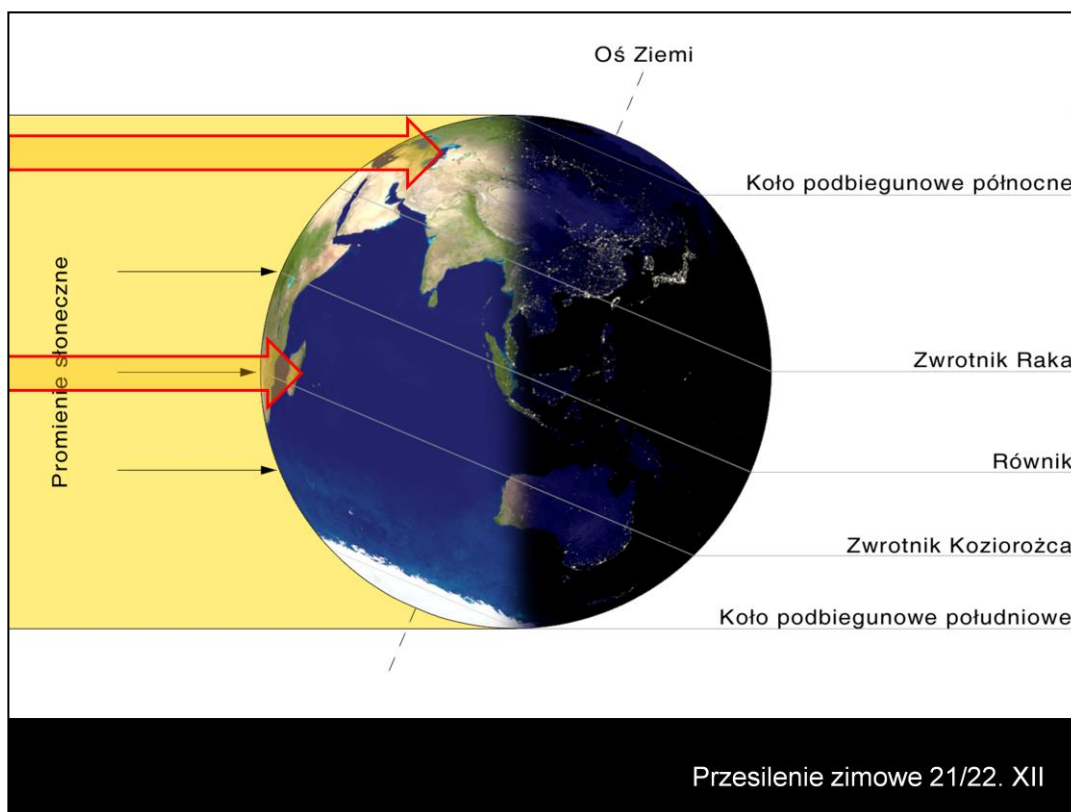 Oś Ziemi
Koło podbiegunowe północne
Promienie słoneczne
Zwrotnik Raka
Równik
Zwrotnik Koziorożca
Koło podbiegunowe południowe
Przesilenie zimowe 21/22. XII